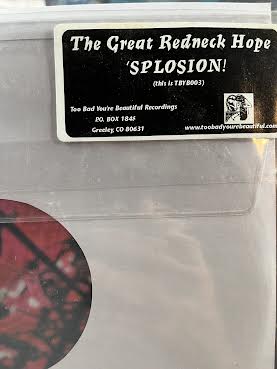 The Great Redneck Hope
'SPLOSION!
(this is TBYB003)
Too Bad You're Beautiful Recordings
P.O. BOX 1845
Greeley, CO 80631
www.toobadyourebeautiful.com